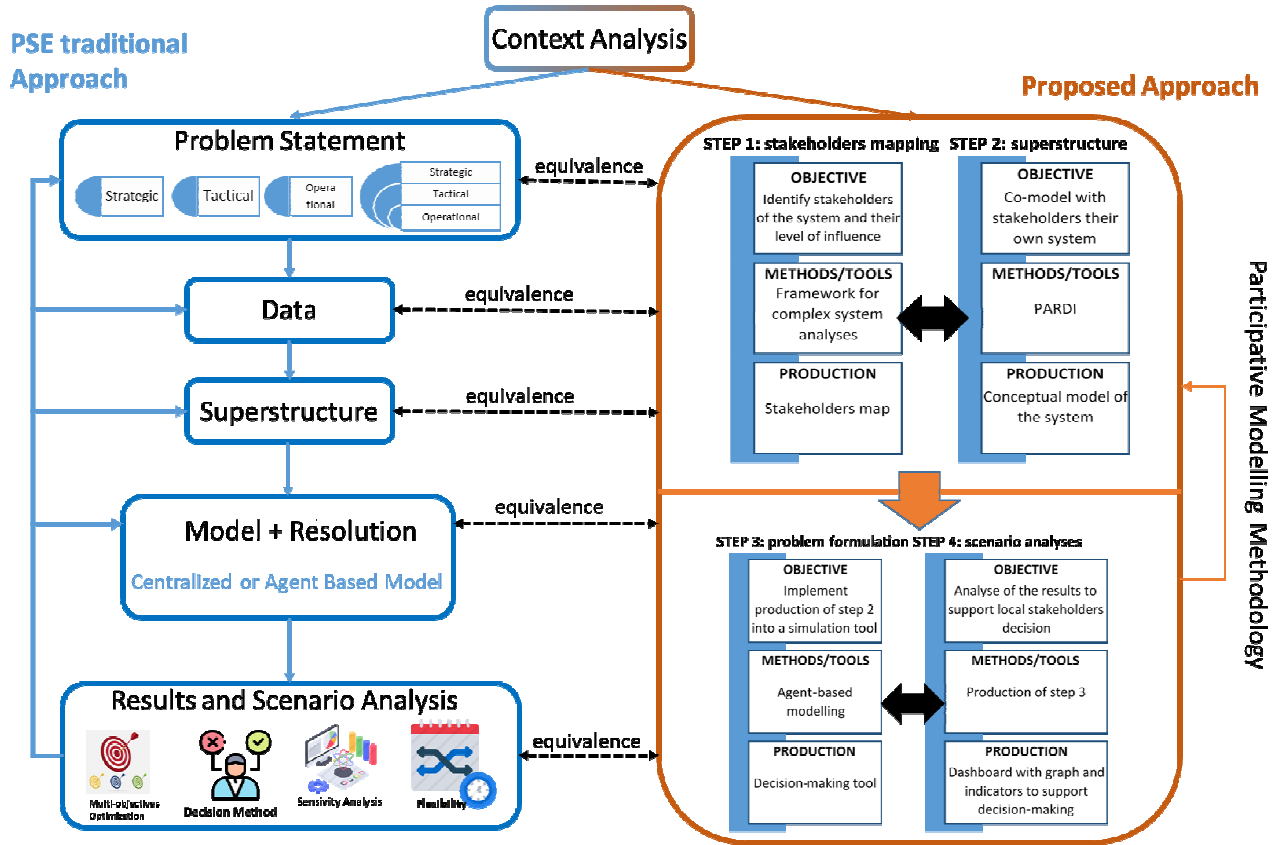 Context Analysis
PSE traditional
Approach
Proposed Approach
Problem Statement
Strategic
Tactical
Opera
tional
Strategic
Tactical
Operational
equivalence
Data
equivalence
Superstructure
equivalence
Model + Resolution
Centralized or Agent Based Model
equivalence
Results and Scenario Analysis
Multi-objectives
Optimization
Decision Method
Sensivity Analysis
Flexibility
equivalence
STEP 1: stakeholders mapping
OBJECTIVE
Identify stakeholders
of the system and their
level of influence
METHODS/TOOLS
Framework for
complex system
analyses
PRODUCTION
Stakeholders map
STEP 2: superstructure
OBJECTIVE
Co-model with
stakeholders their
own system
METHODS/TOOLS
PARDI
PRODUCTION
Conceptual model of
the system
STEP 3: problem formulation
OBJECTIVE
Implement
production of step 2
into a simulation tool
METHODS/TOOLS
Agent-based
modelling
PRODUCTION
Decision-making tool
STEP 4: scenario analyses
OBJECTIVE
Analyse of the results to
support local stakeholders
decision
METHODS/TOOLS
Production of step 3
PRODUCTION
Dashboard with graph and
indicators to support
decision-making
Participative Modelling Methodology